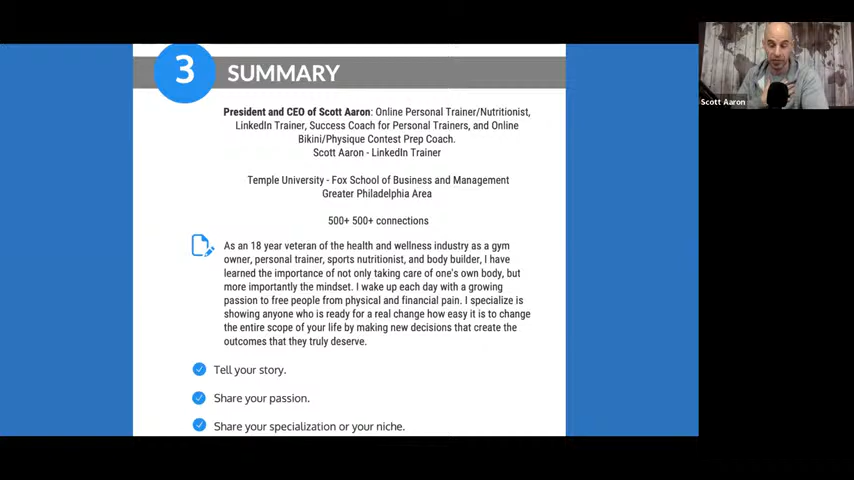 3 SUMMARY
President and CEO of Scott Aaron: Online Personal Trainer/Nutritionist,
LinkedIn Trainer, Success Coach for Personal Trainers, and Online
Bikini/Physique Contest Prep Coach.
Scott Aaron - LinkedIn Trainer
Temple University - Fox School of Business and Management
Greater Philadelphia Area
500+ 500+ connections
As an 18 year veteran of the health and wellness industry as a gym
owner, personal trainer, sports nutritionist, and body builder, I have
learned the importance of not only taking care of one's own body, but
more importantly the mindset. I wake up each day with a growing
passion to free people from physical and financial pain. I specialize is
showing anyone who is ready for a real change how easy it is to change
the entire scope of your life by making new decisions that create the
outcomes that they truly deserve.
Tell your story.
Share your passion.
Share your specialization or your niche.
Scott Aaron